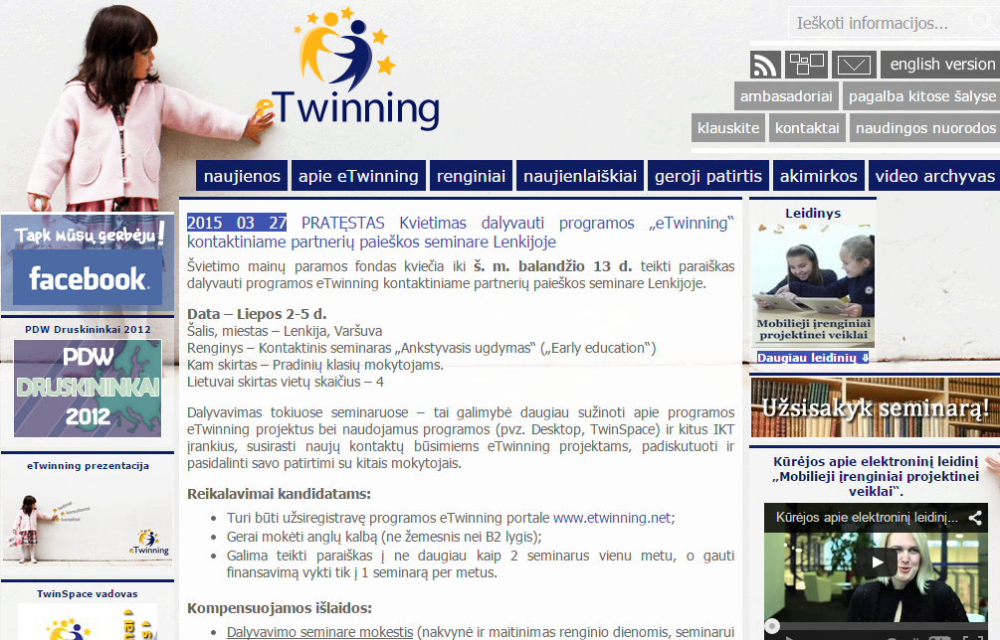 eTwinning
Ieškoti informacijos...
english version
ambasadoriai
pagalba kitose šalyse
klauskite
kontaktai
naudingos nuorodos
naujienos
apie eTwinning
renginiai
naujienlaiškiai
geroji patirtis
akimirkos
video archyvas
Tapk mūsų gerbėju!
facebook.
PDW Druskininkai 2012
PDW
DRUSKININKAI
2012
eTwinning prezentacija
eTwinning
TwinSpace vadovas
2015 03 27 PRATĘSTAS Kvietimas dalyvauti programos „eTwinning“
kontaktiniame partnerių paieškos seminare Lenkijoje
Švietimo mainų paramos fondas kviečia iki š. m. balandžio 13 d. teikti paraiškas
dalyvauti programos eTwinning kontaktiniame partnerių paieškos seminare Lenkijoje.
Data – Liepos 2-5 d.
Šalis, miestas – Lenkija, Varšuva
Renginys – Kontaktinis seminaras „Ankstyvasis ugdymas“ („Early education“)
Kam skirtas – Pradinių klasių mokytojams.
Lietuvai skirtas vietų skaičius – 4
Dalyvavimas tokiuose seminaruose – tai galimybė daugiau sužinoti apie programos
eTwinning projektus bei naudojamus programos (pvz. Desktop, TwinSpace) ir kitus IKT
įrankius, susirasti naujų kontaktų būsimiems eTwinning projektams, padiskutuoti ir
pasidalinti savo patirtimi su kitais mokytojais.
Reikalavimai kandidatams:
• Turi būti užsiregistravę programos eTwinning portale www.etwinning.net;
• Gerai mokėti anglų kalbą (ne žemesnis nei B2 lygis);
• Galima teikti paraiškas į ne daugiau kaip 2 seminarus vienu metu, o gauti
finansavimą vykti tik į 1 seminarą per metus.
Kompensuojamos išlaidos:
• Dalyvavimo seminare mokestis (nakvynė ir maitinimas renginio dienomis, seminarui
Leidinys
Mobilieji įrenginiai
projektinei veiklai
Daugiau leidinių ⇓
Užsisakyk seminarą!
Kūrėjos apie elektroninį leidinį
„Mobilieji įrenginiai projektinei
veiklai“.
Kūrėjos apie elektroninį leidinį...